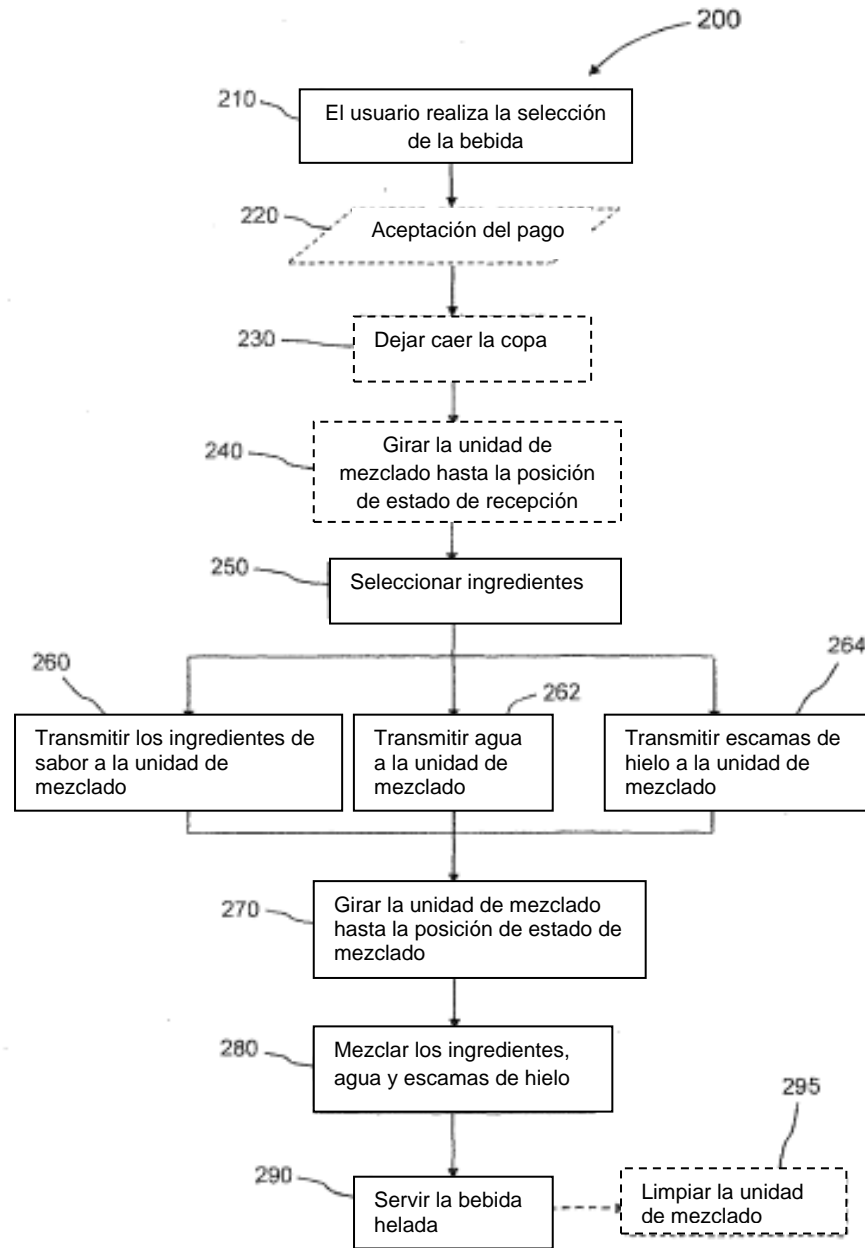 200
210
El usuario realiza la selección
de la bebida
220
Aceptación del pago
230
Dejar caer la copa
240
Girar la unidad de
mezclado hasta la posición
de estado de recepción
250
Seleccionar ingredientes
260
262
264
Transmitir los ingredientes de
sabor a la unidad de
mezclado
Transmitir agua
a la unidad de
mezclado
Transmitir escamas de
hielo a la unidad de
mezclado
270
Girar la unidad de mezclado
hasta la posición de estado de
mezclado
280
Mezclar los ingredientes,
agua y escamas de hielo
290
Servir la bebida
helada
295
Limpiar la unidad
de mezclado